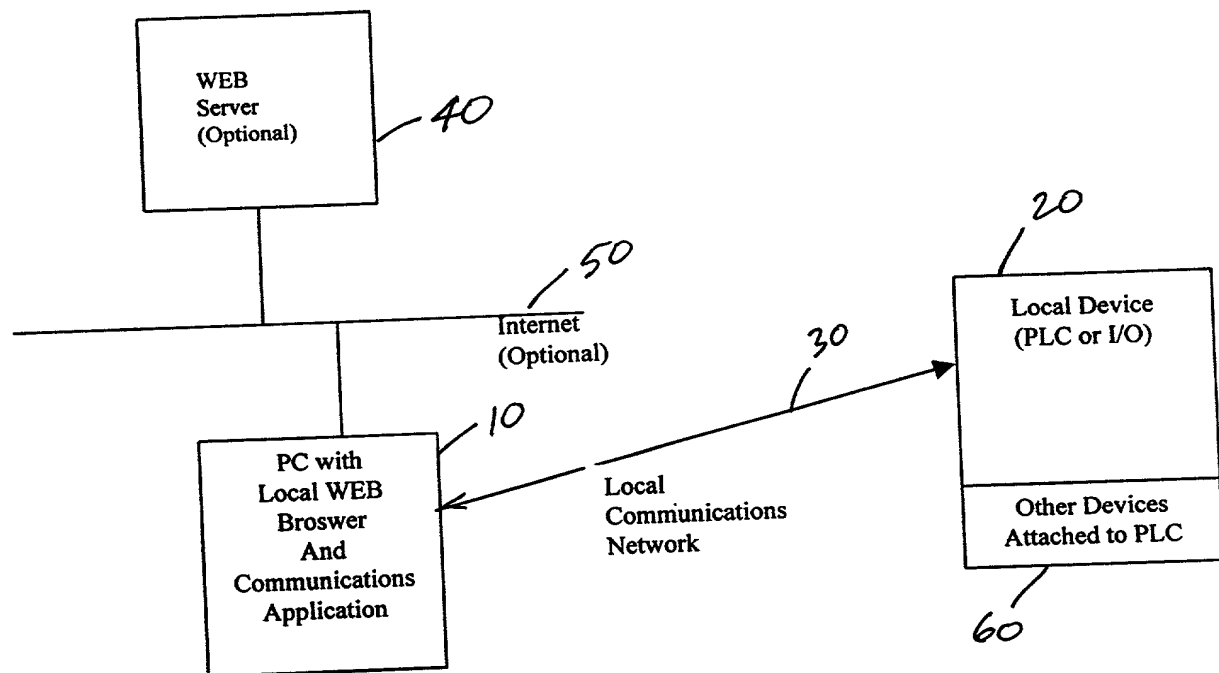 WEB
Server
(Optional)
40
50
Internet
(Optional)
20
Local Device
(PLC or I/O)
30
10
PC with
Local WEB
Broswer
And
Communications
Application
Local
Communications
Network
Other Devices
Attached to PLC
60